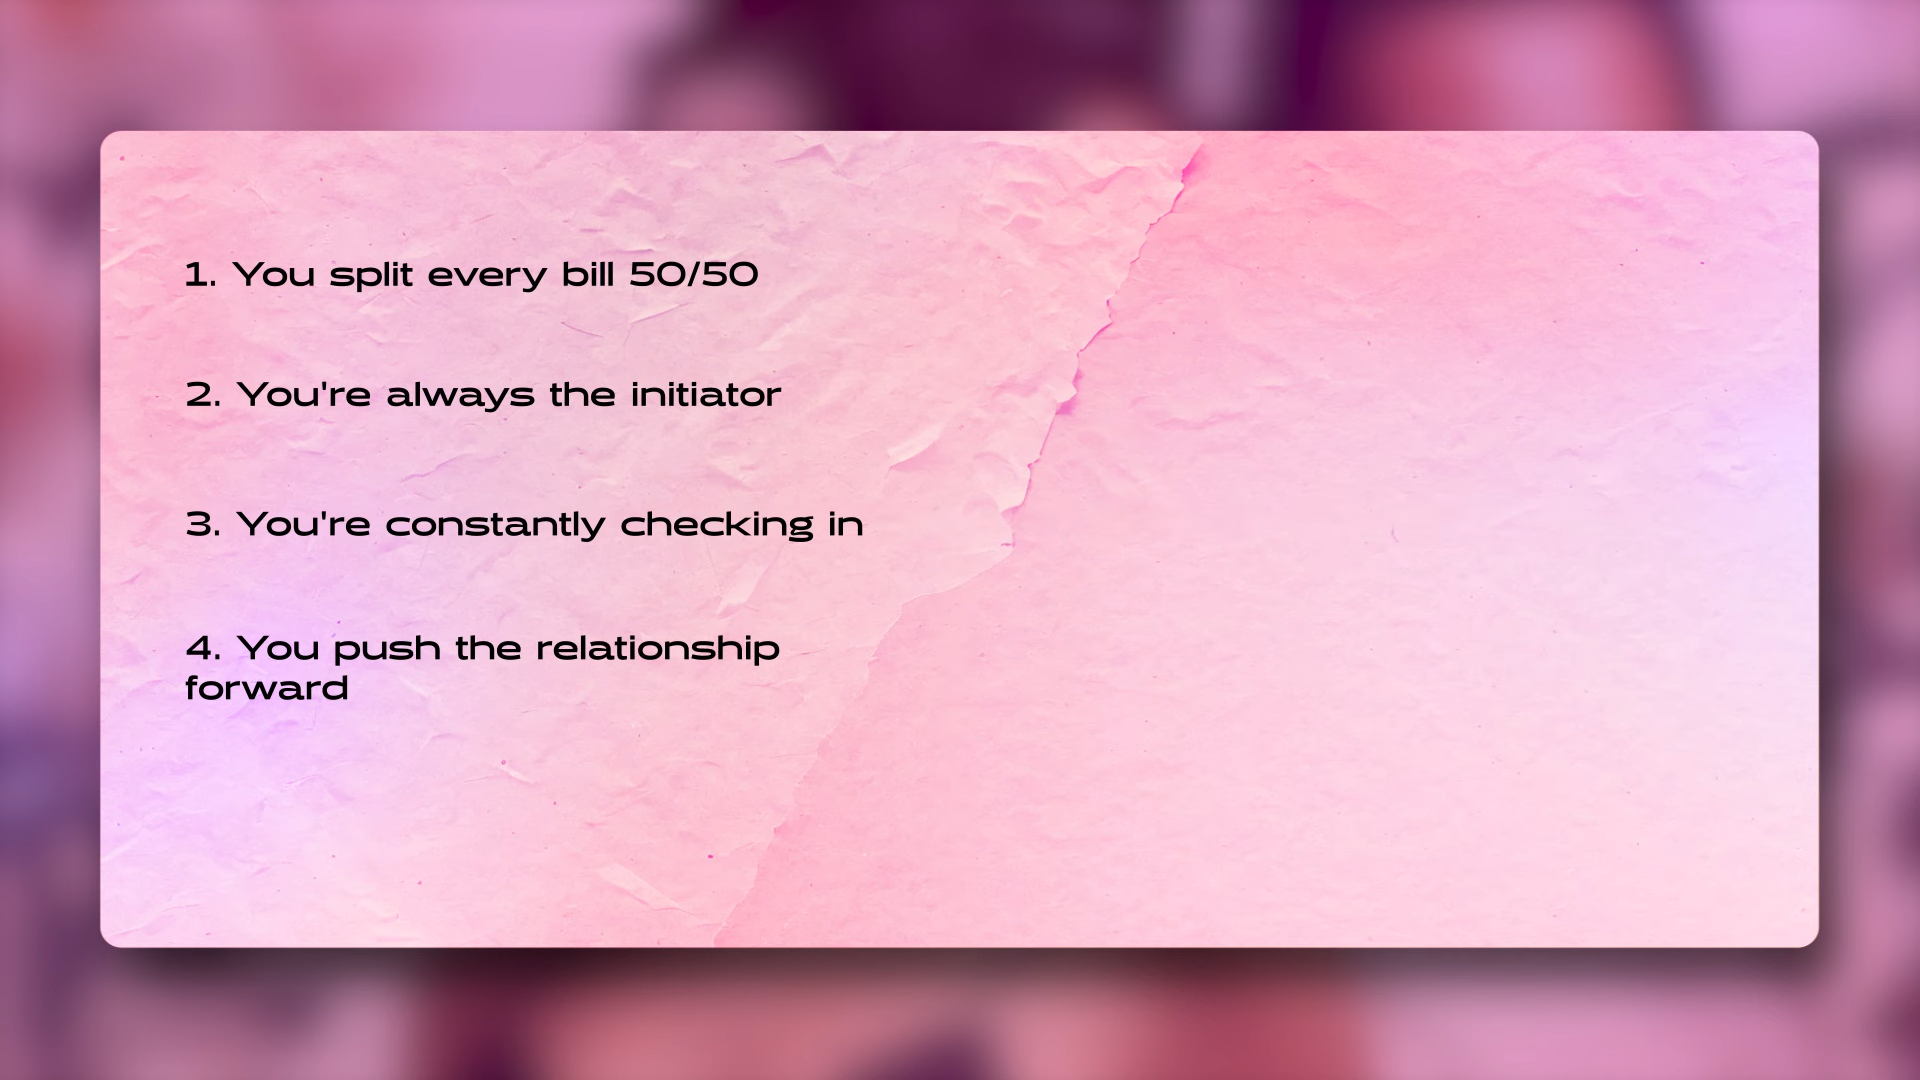 1. You split every bill 50/50
2. You're always the initiator
3. You're constantly checking in
4. You push the relationship
forward